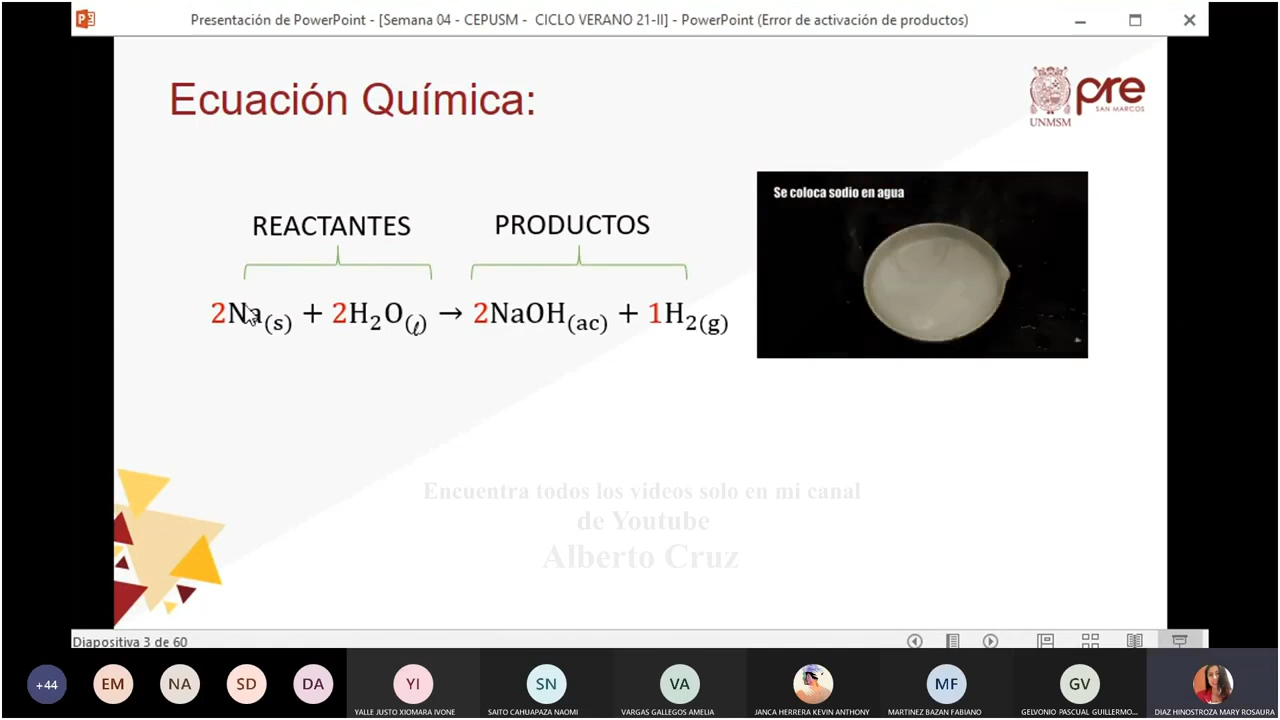 Presentación de PowerPoint - [Semana 04 - CEPUSM - CICLO VERANO 21-II] - PowerPoint (Error de activación de productos)
Ecuación Química:
UNMSM
pre
SAN MARCOS
Se coloca sodio en agua
REACTANTES PRODUCTOS
2Na(s) + 2H₂O(ℓ) → 2NaOH(ac) + 1H₂(g)
Encuentra todos los videos solo en mi canal
de Youtube
Alberto Cruz
Diapositiva 3 de 60
+44 EM NA SD DA YI SN VA MF GV
YALLE JUSTO XIOMARA IVONE SAITO CAHUAPAZA NAOMI VARGAS GALLEGOS AMELIA JANCA HERRERA KEVIN ANTHONY MARTINEZ BAZAN FABIANO GELVONIO PASCUAL GUILLERMO... DIAZ HINOSTROZA MARY ROSAURA